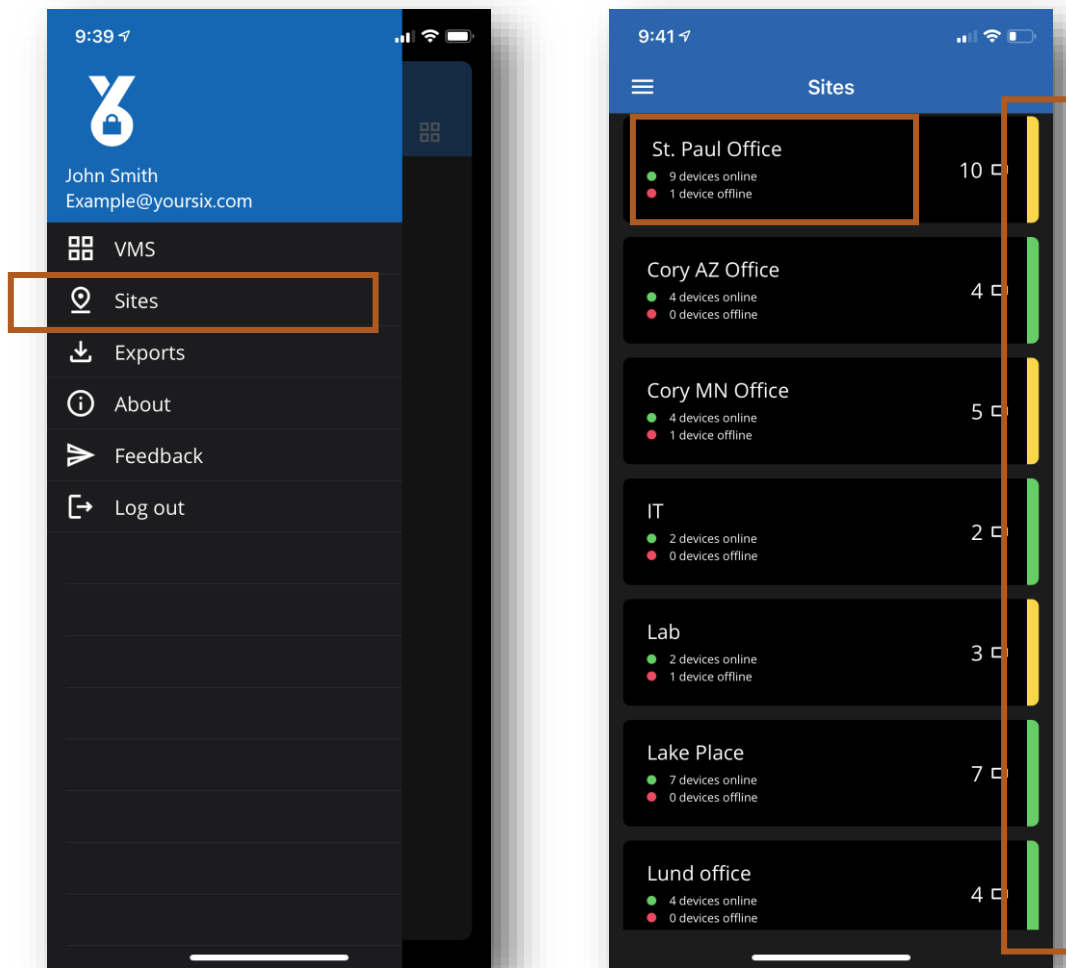 9:39
John Smith
Example@yoursix.com
VMS
Sites
Exports
About
Feedback
Log out
9:41
Sites
St. Paul Office
9 devices online
1 device offline
10
Cory AZ Office
4 devices online
0 devices offline
4
Cory MN Office
4 devices online
1 device offline
5
IT
2 devices online
0 devices offline
2
Lab
2 devices online
1 device offline
3
Lake Place
7 devices online
0 devices offline
7
Lund office
4 devices online
0 devices offline
4